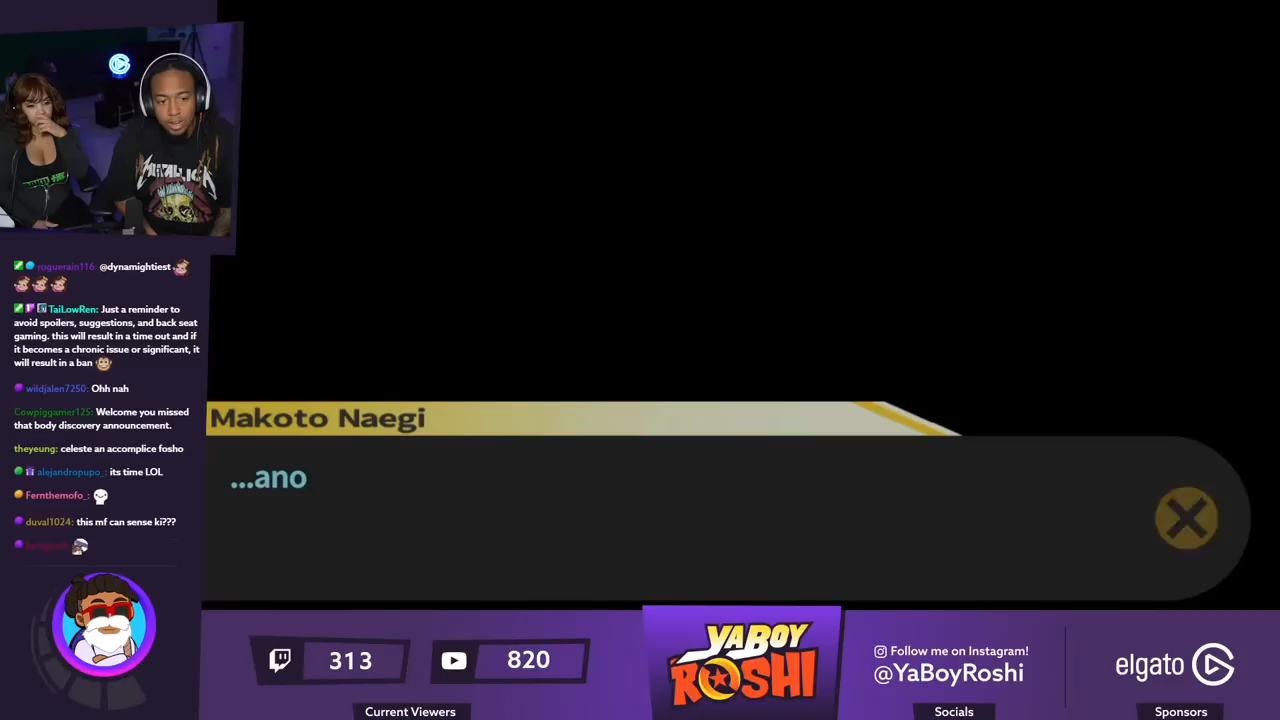 roguerain116: @dynamightiest
TaiLowRen: Just a reminder to
avoid spoilers, suggestions, and back seat
gaming. this will result in a time out and if
it becomes a chronic issue or significant, it
will result in a ban
wildjalen7250: Ohh nah
Cowpiggamer125: Welcome you missed
that body discovery announcement.
theyeung: celeste an accomplice fosho
alejandropupo_: its time LOL
Fernthemofo_:
duval1024: this mf can sense ki???
METALLICA
Makoto Naegi
...ano
313
820
Current Viewers
YABOY
ROSHI
Follow me on Instagram!
@YaBoyRoshi
Socials
elgato
Sponsors